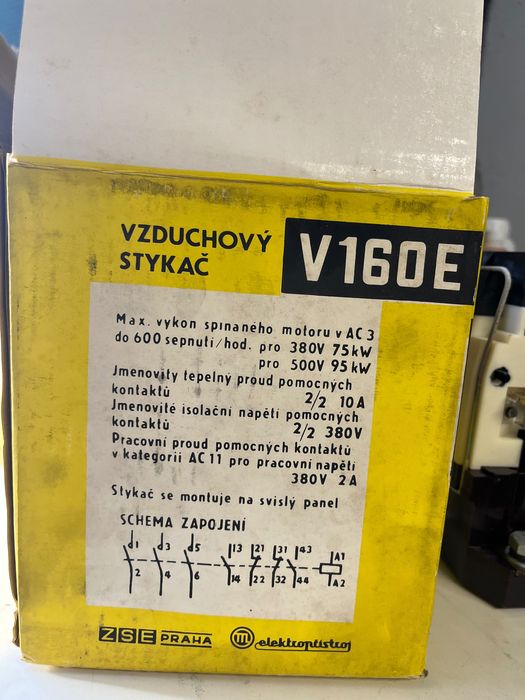 VZDUCHOVÝ
STYKAČ
V160E
Max. výkon spínaného motoru v AC 3
do 600 sepnutí/hod. pro 380V 75kW
pro 500V 95kW
Jmenovitý tepelný proud pomocných
kontaktů 2/2 10A
Jmenovité isolační napětí pomocných
kontaktů 2/2 380V
Pracovní proud pomocných kontaktů
v kategorii AC 11 pro pracovní napětí
380V 2A
Stykač se montuje na svislý panel
SCHEMA ZAPOJENÍ
1 3 5 13 21 31 43 A1
2 4 6 14 22 32 44 A2
ZSE PRAHA elektropřístroj